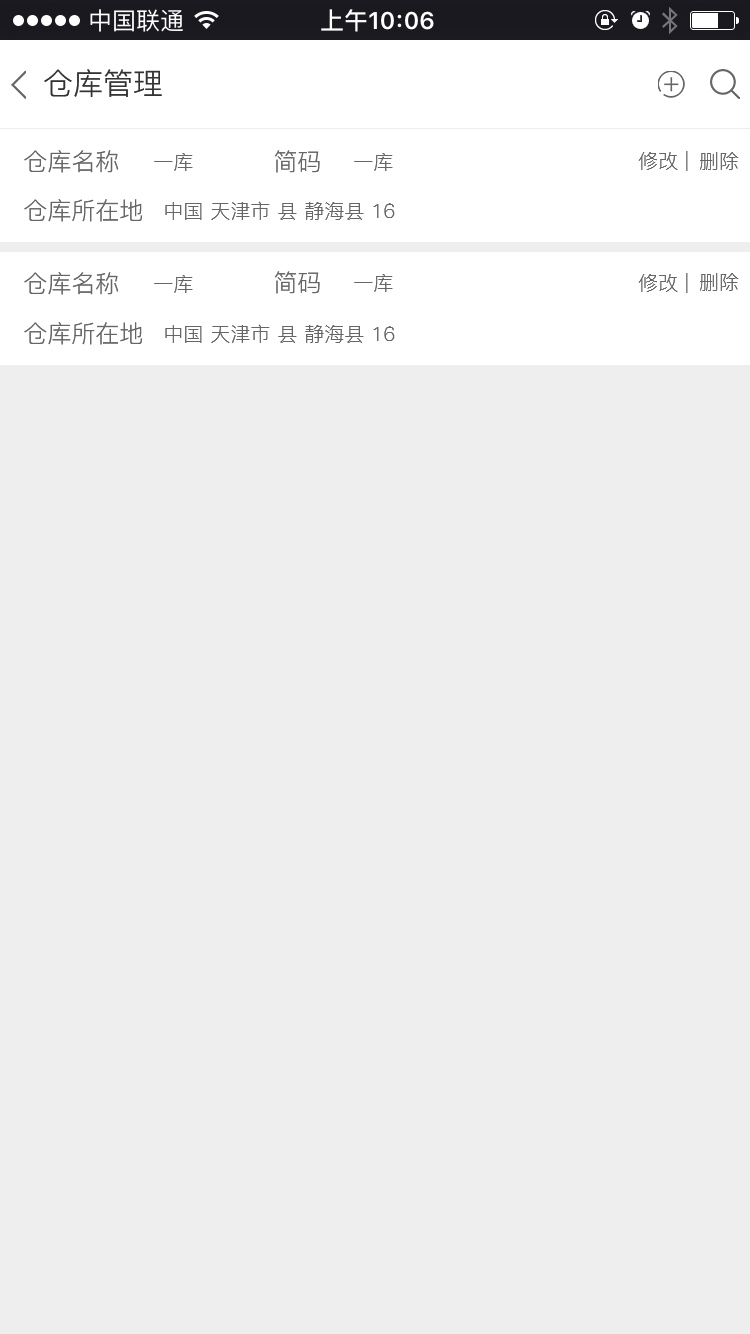 中国联通 上午10:06
仓库管理
仓库名称 一库 简码 一库 修改 | 删除
仓库所在地 中国 天津市 县 静海县 16
仓库名称 一库 简码 一库 修改 | 删除
仓库所在地 中国 天津市 县 静海县 16